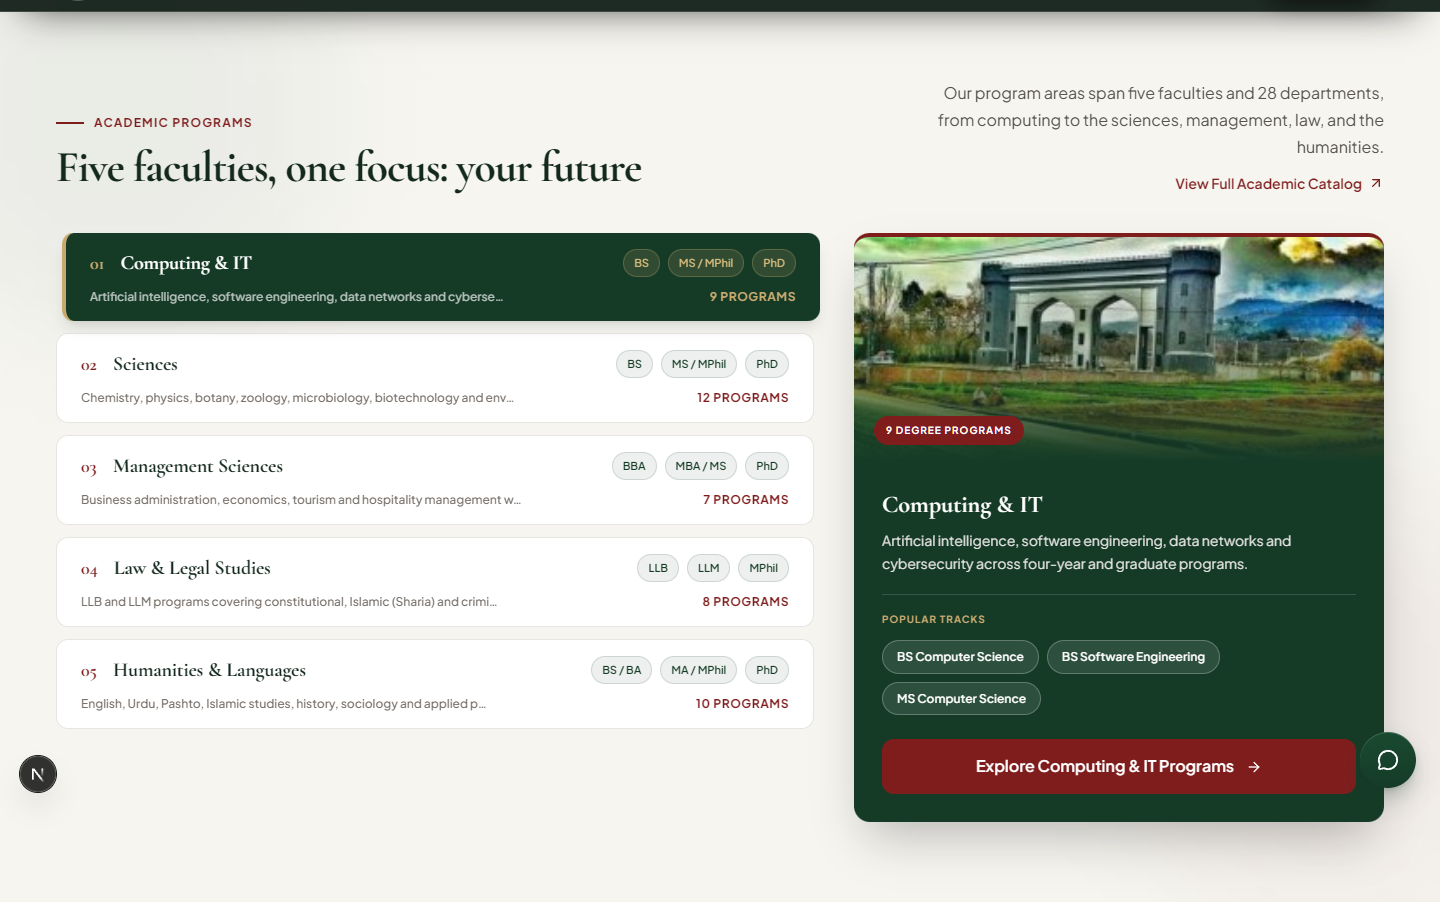 ACADEMIC PROGRAMS
Five faculties, one focus: your future
Our program areas span five faculties and 28 departments,
from computing to the sciences, management, law, and the
humanities.
View Full Academic Catalog
01 Computing & IT
BS MS / MPhil PhD
Artificial intelligence, software engineering, data networks and cyberse...
9 PROGRAMS
02 Sciences
BS MS / MPhil PhD
Chemistry, physics, botany, zoology, microbiology, biotechnology and env...
12 PROGRAMS
03 Management Sciences
BBA MBA / MS PhD
Business administration, economics, tourism and hospitality management w...
7 PROGRAMS
04 Law & Legal Studies
LLB LLM MPhil
LLB and LLM programs covering constitutional, Islamic (Sharia) and crimi...
8 PROGRAMS
05 Humanities & Languages
BS / BA MA / MPhil PhD
English, Urdu, Pashto, Islamic studies, history, sociology and applied p...
10 PROGRAMS
N
9 DEGREE PROGRAMS
Computing & IT
Artificial intelligence, software engineering, data networks and
cybersecurity across four-year and graduate programs.
POPULAR TRACKS
BS Computer Science BS Software Engineering
MS Computer Science
Explore Computing & IT Programs →